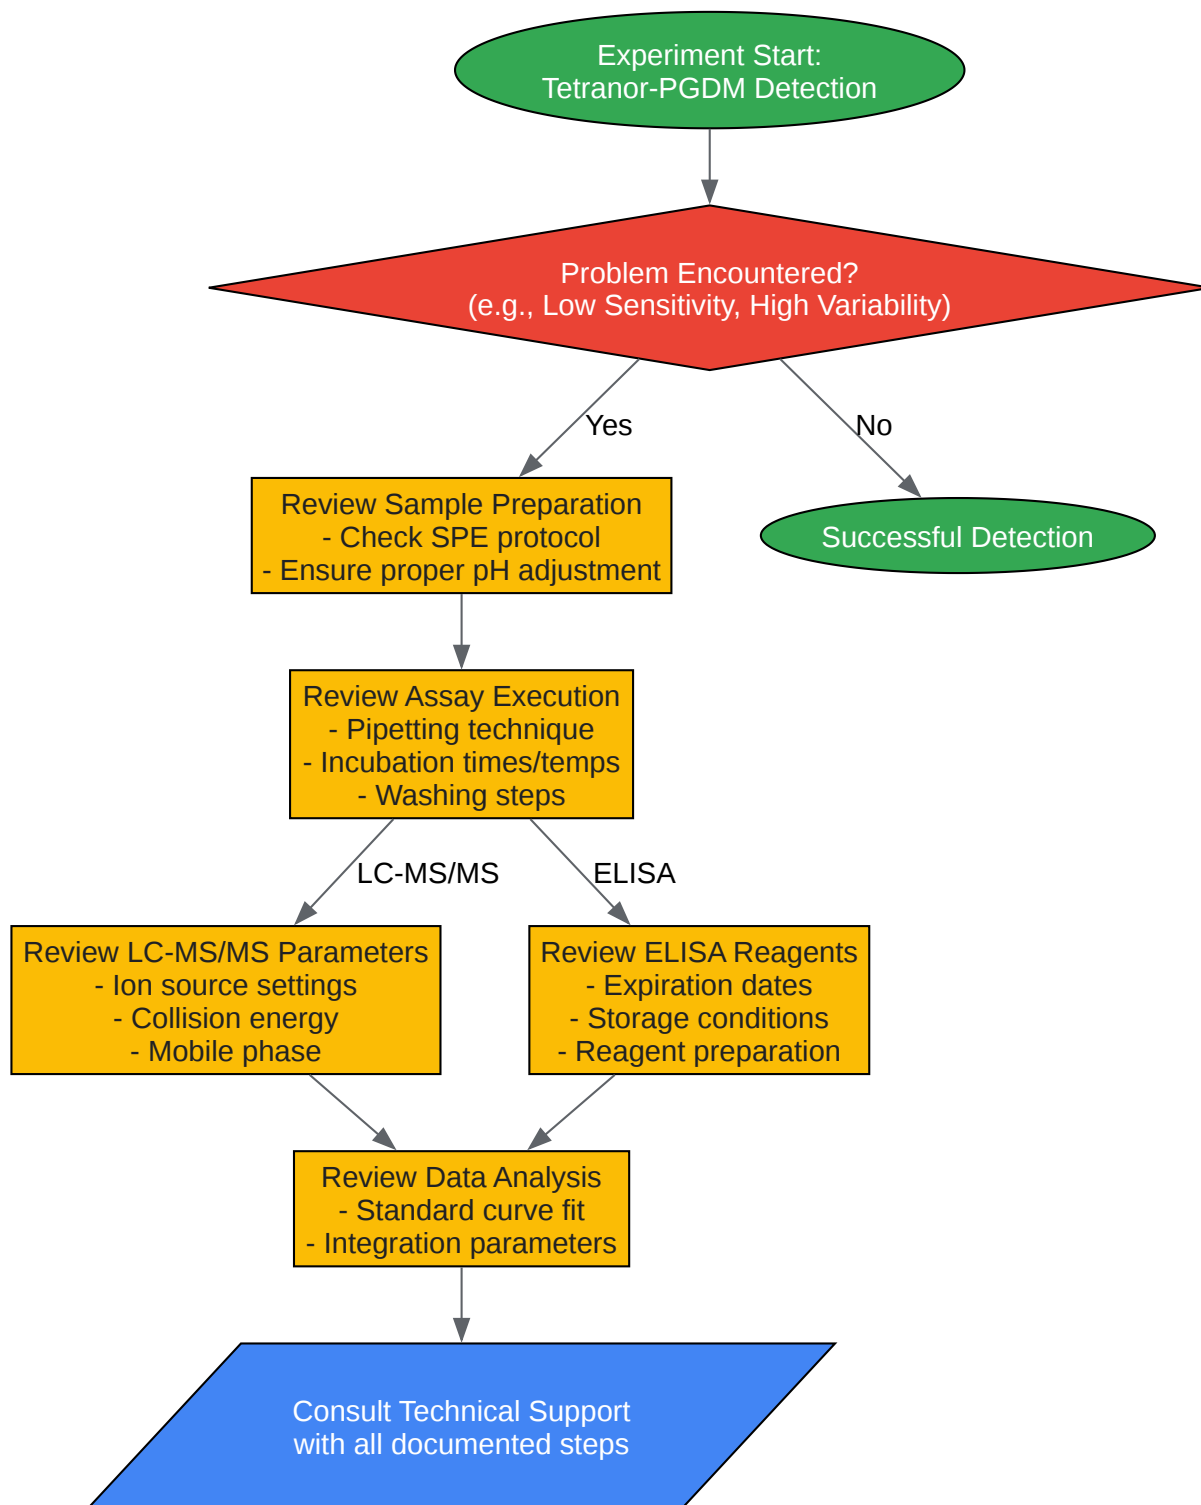 Experiment Start:
Tetranor-PGDM Detection
Problem Encountered?
(e.g., Low Sensitivity, High Variability)
Yes
No
Review Sample Preparation
- Check SPE protocol
- Ensure proper pH adjustment
Successful Detection
Review Assay Execution
- Pipetting technique
- Incubation times/temps
- Washing steps
LC-MS/MS
ELISA
Review LC-MS/MS Parameters
- Ion source settings
- Collision energy
- Mobile phase
Review ELISA Reagents
- Expiration dates
- Storage conditions
- Reagent preparation
Review Data Analysis
- Standard curve fit
- Integration parameters
Consult Technical Support
with all documented steps